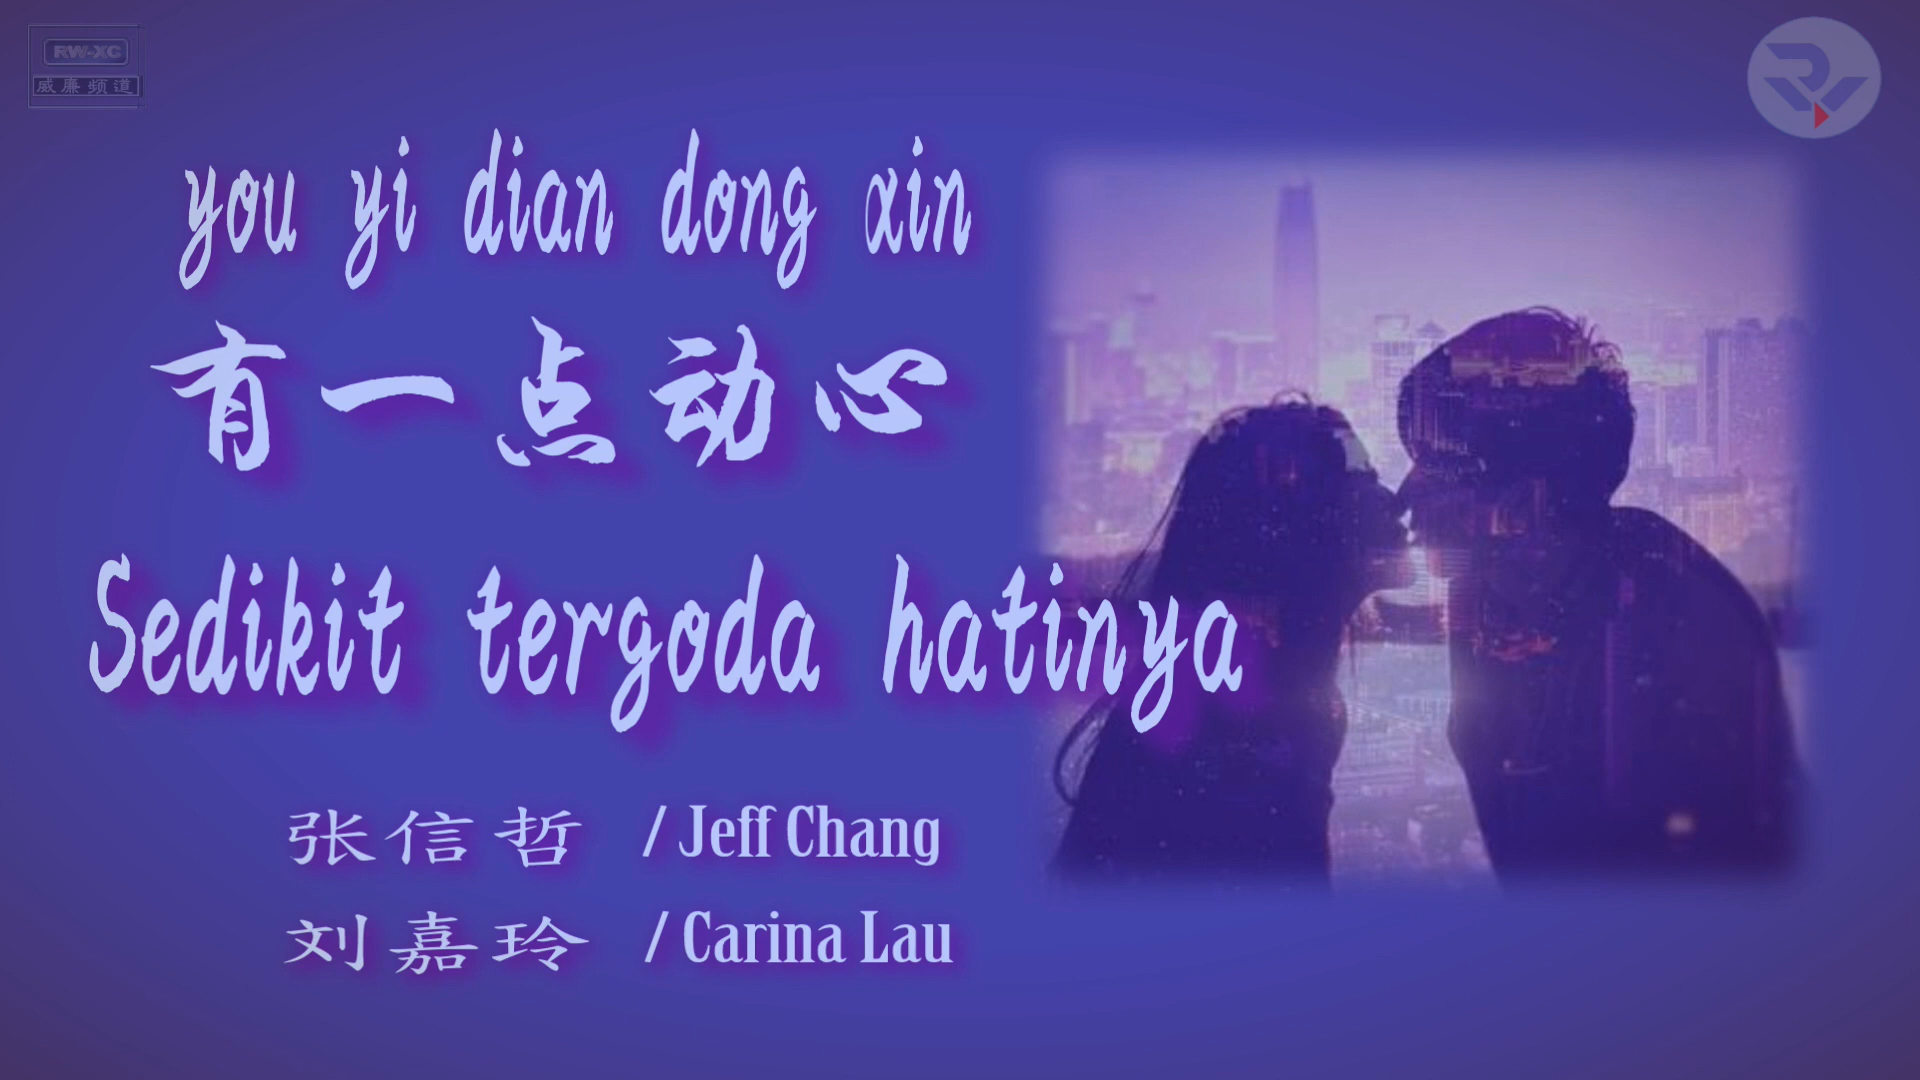 RW-XC
威廉频道
you yi dian dong xin
有一点动心
Sedikit tergoda hatinya
张信哲 / Jeff Chang
刘嘉玲 / Carina Lau